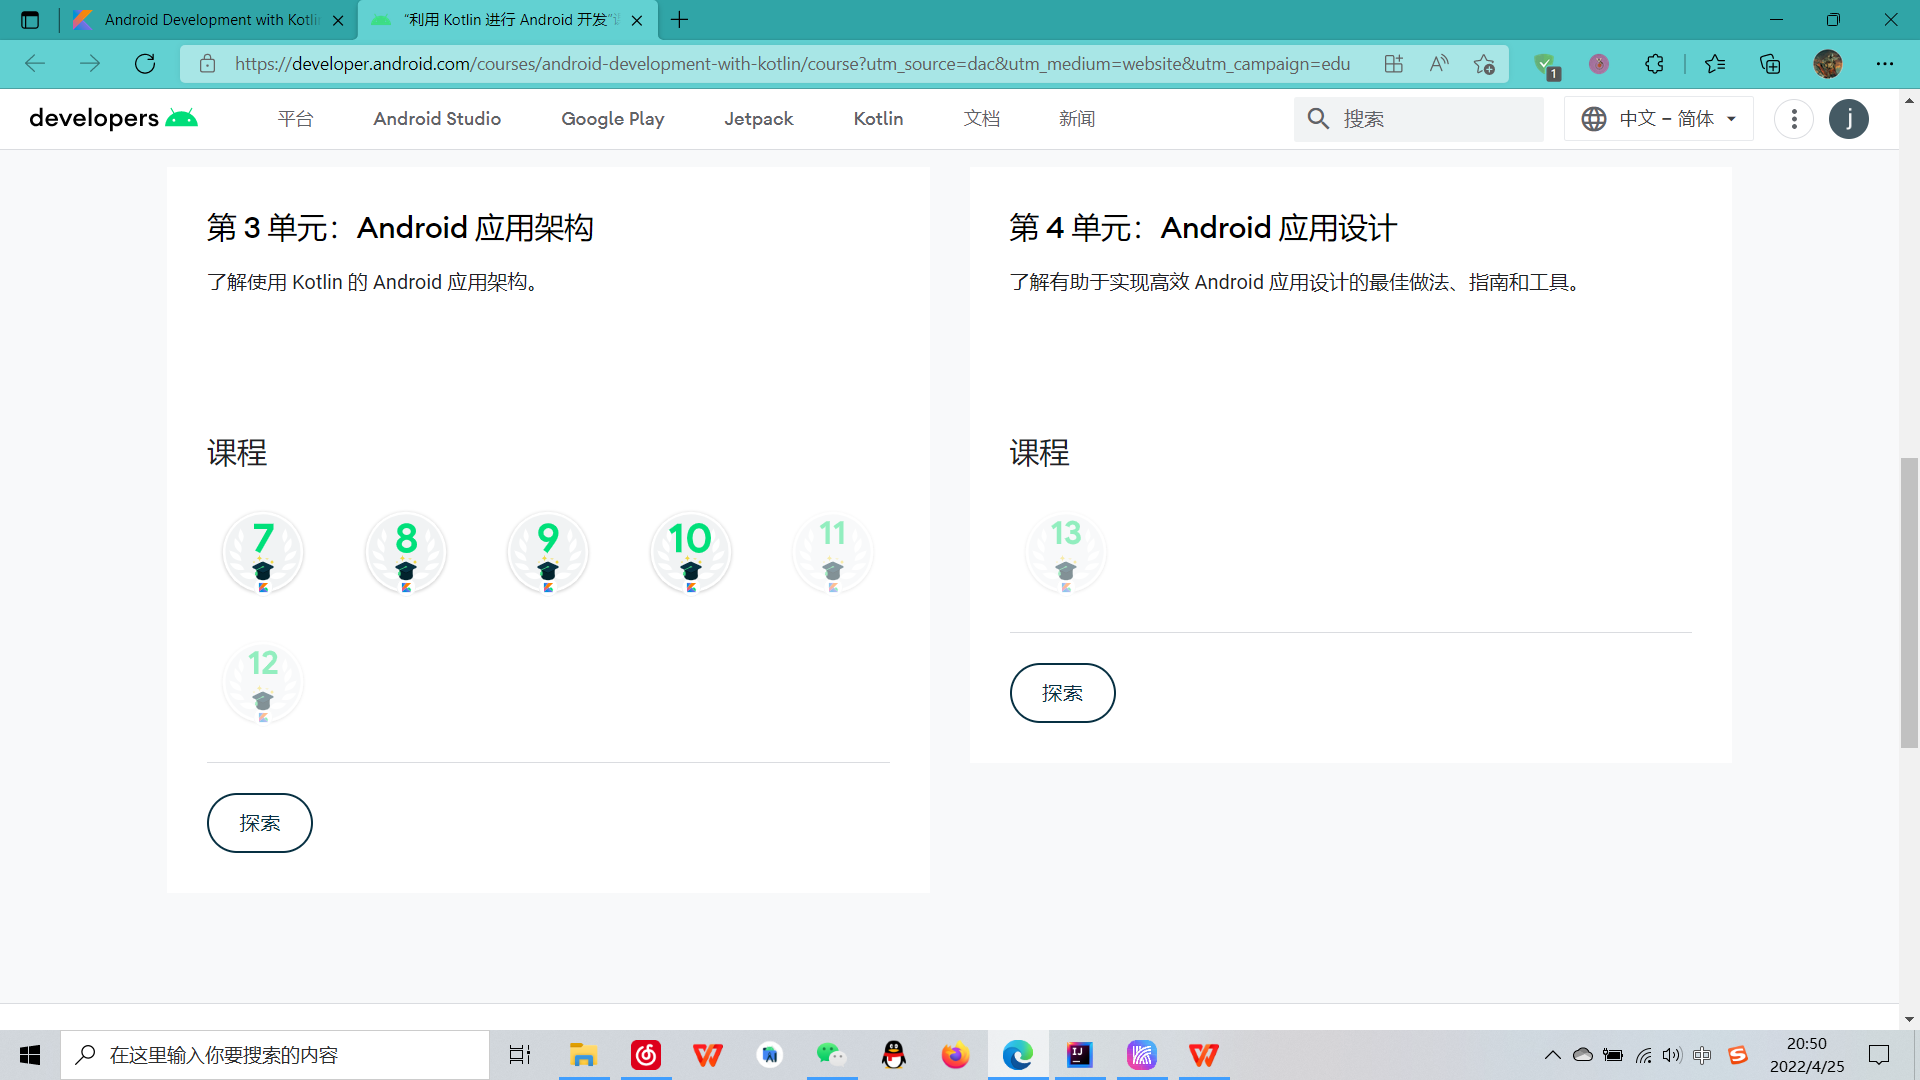 Android Development with Kotli
“利用 Kotlin 进行 Android 开发”
https://developer.android.com/courses/android-development-with-kotlin/course?utm_source=dac&utm_medium=website&utm_campaign=edu
1
developers
平台
Android Studio
Google Play
Jetpack
Kotlin
文档
新闻
搜索
中文 – 简体
j
第 3 单元：Android 应用架构
了解使用 Kotlin 的 Android 应用架构。
课程
7
8
9
10
11
12
探索
第 4 单元：Android 应用设计
了解有助于实现高效 Android 应用设计的最佳做法、指南和工具。
课程
13
探索
在这里输入你要搜索的内容
中
20:50
2022/4/25